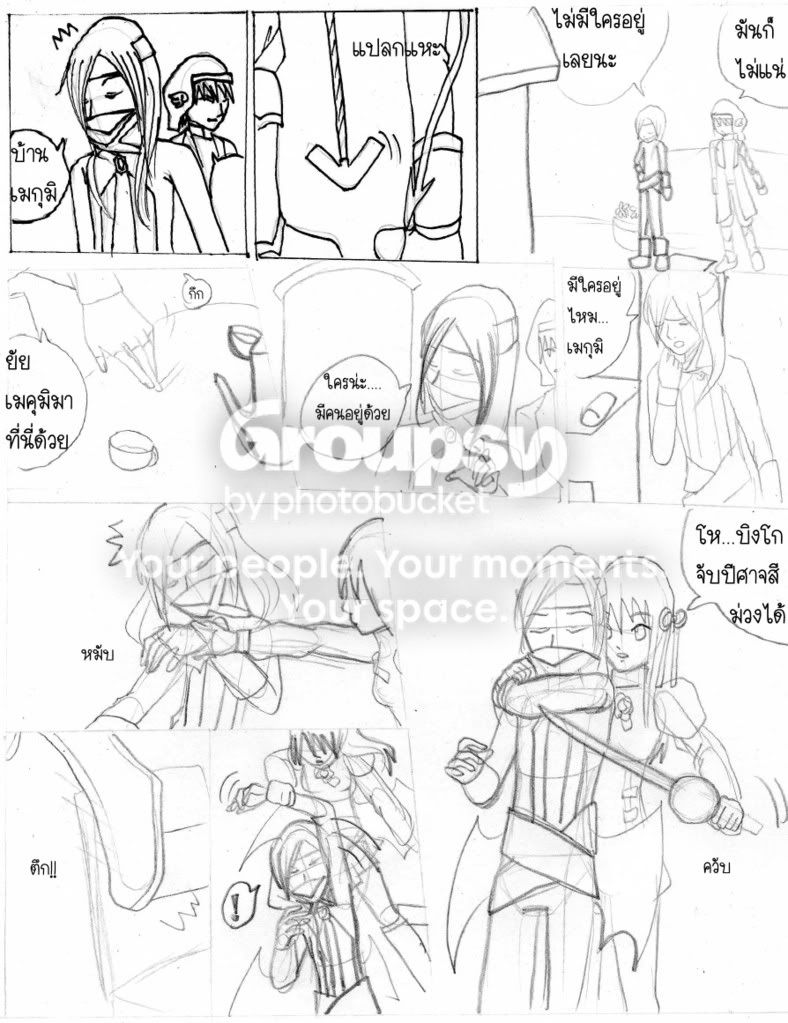 บ้าน
เมกุมิ
แปลกแหะ
ไม่มีใครอยู่
เลยนะ
มันก็
ไม่แน่
กึก
ยัย
เมคุมิมา
ที่นี่ด้วย
ใครน่ะ....
มีคนอยู่ด้วย
มีใครอยู่
ไหม...
เมกุมิ
Groupsy
by photobucket
Your people. Your moments.
Your space.
หมับ
โห...บิงโก
จับปีศาจสี
ม่วงได้
ควับ
ตึก!!
!